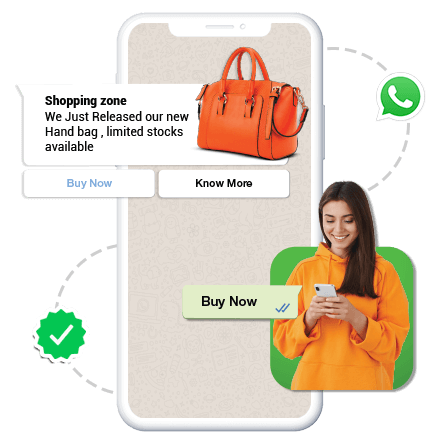 Shopping zone
We Just Released our new
Hand bag , limited stocks
available
Buy Now
Know More
Buy Now